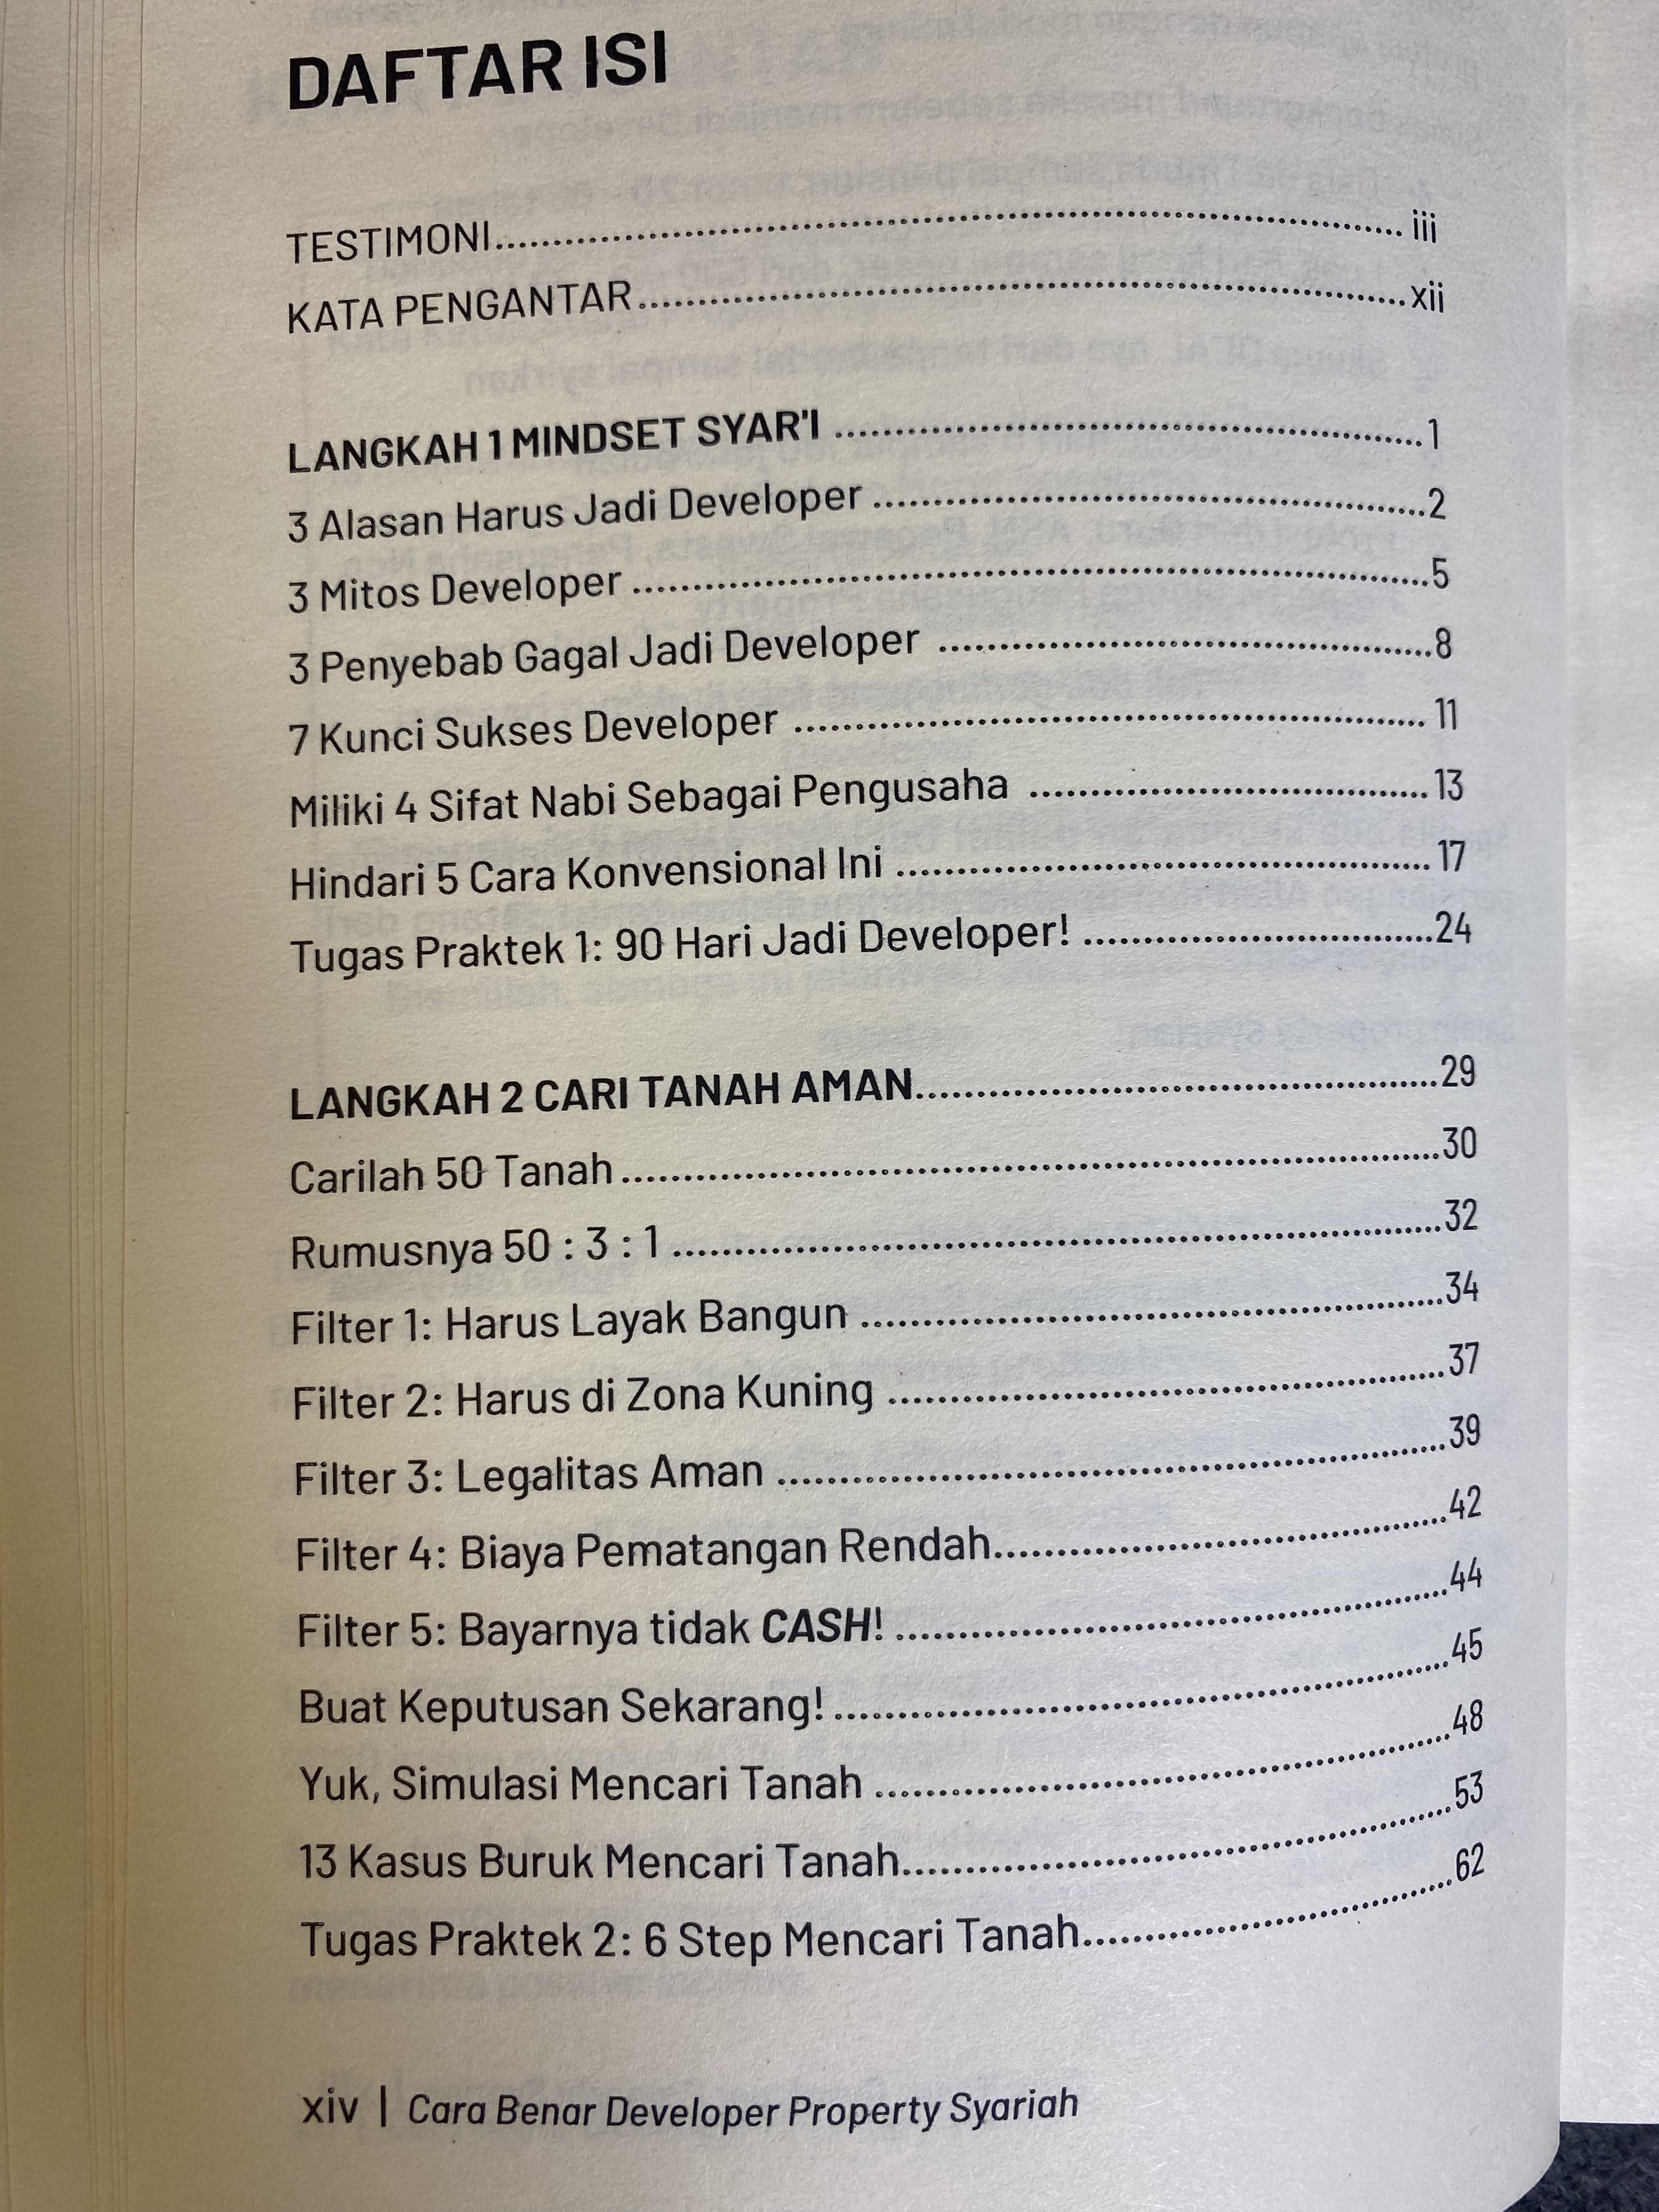 DAFTAR ISI
TESTIMONI.......................................................................... iii
KATA PENGANTAR..............................................................xii
LANGKAH 1 MINDSET SYAR'I ..............................................1
3 Alasan Harus Jadi Developer ...........................................2
3 Mitos Developer ..............................................................5
3 Penyebab Gagal Jadi Developer .......................................8
7 Kunci Sukses Developer .................................................. 11
Miliki 4 Sifat Nabi Sebagai Pengusaha ................................ 13
Hindari 5 Cara Konvensional Ini .......................................... 17
Tugas Praktek 1: 90 Hari Jadi Developer! ............................24
LANGKAH 2 CARI TANAH AMAN..........................................29
Carilah 50 Tanah.................................................................30
Rumusnya 50 : 3 : 1 .............................................................32
Filter 1: Harus Layak Bangun ..............................................34
Filter 2: Harus di Zona Kuning ............................................37
Filter 3: Legalitas Aman .....................................................39
Filter 4: Biaya Pematangan Rendah....................................42
Filter 5: Bayarnya tidak CASH! ...........................................44
Buat Keputusan Sekarang! .................................................45
Yuk, Simulasi Mencari Tanah .............................................48
13 Kasus Buruk Mencari Tanah...........................................53
Tugas Praktek 2: 6 Step Mencari Tanah..............................62
xiv | Cara Benar Developer Property Syariah